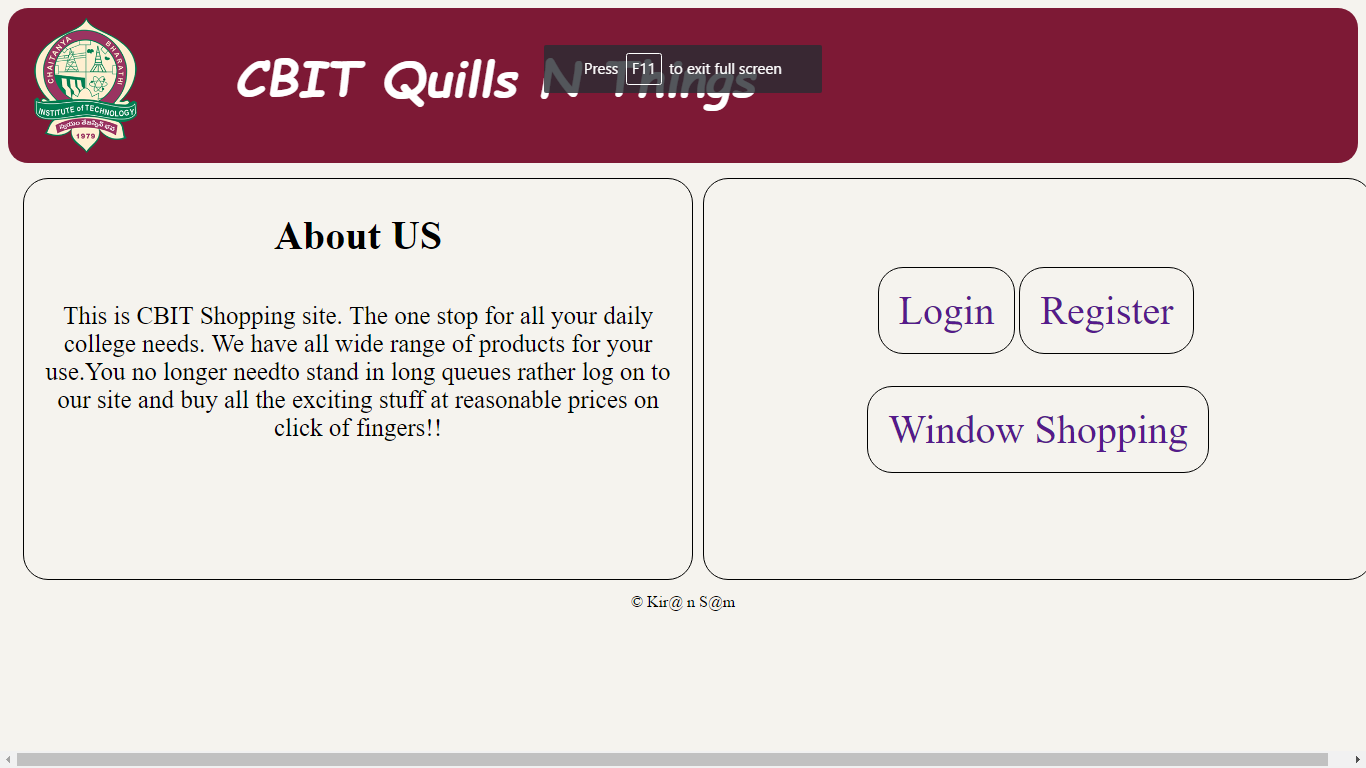 CHAITANYA BHARATHI
INSTITUTE of TECHNOLOGY
1979
CBIT Quills N Things
Press F11 to exit full screen
About US
This is CBIT Shopping site. The one stop for all your daily
college needs. We have all wide range of products for your
use.You no longer needto stand in long queues rather log on to
our site and buy all the exciting stuff at reasonable prices on
click of fingers!!
Login Register
Window Shopping
© Kir@ n S@m